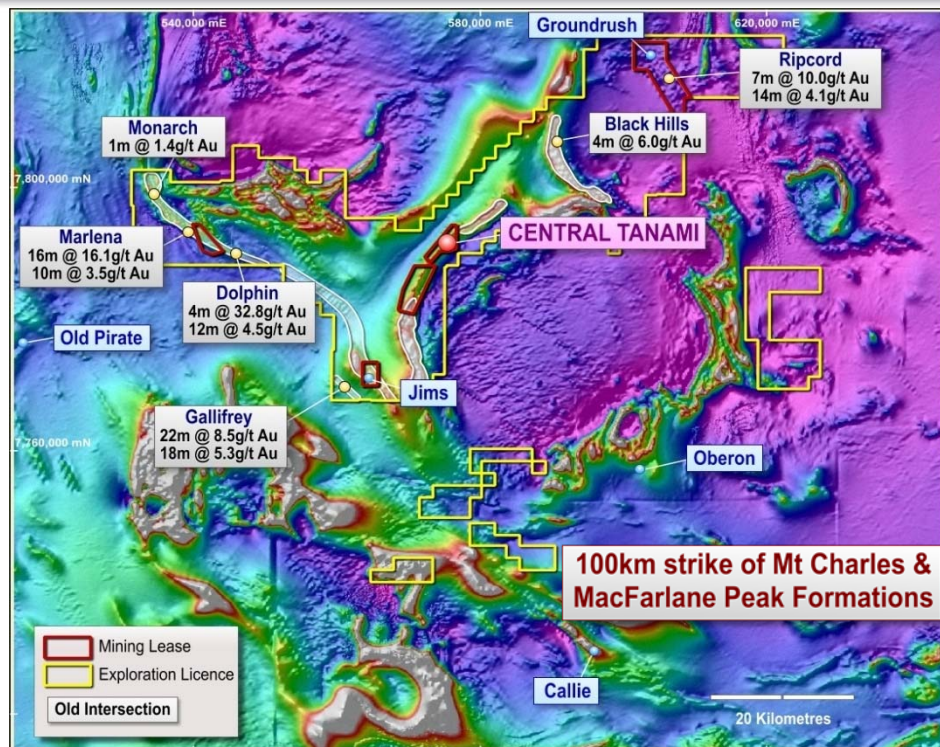 540,000 mE
580,000 mE
620,000 mE
Groundrush
Ripcord
7m @ 10.0g/t Au
14m @ 4.1g/t Au
Monarch
1m @ 1.4g/t Au
Black Hills
4m @ 6.0g/t Au
7,800,000 mN
CENTRAL TANAMI
Marlena
16m @ 16.1g/t Au
10m @ 3.5g/t Au
Dolphin
4m @ 32.8g/t Au
12m @ 4.5g/t Au
Old Pirate
Jims
Gallifrey
22m @ 8.5g/t Au
18m @ 5.3g/t Au
7,760,000 mN
Oberon
100km strike of Mt Charles &
MacFarlane Peak Formations
Mining Lease
Exploration Licence
Old Intersection
Callie
20 Kilometres